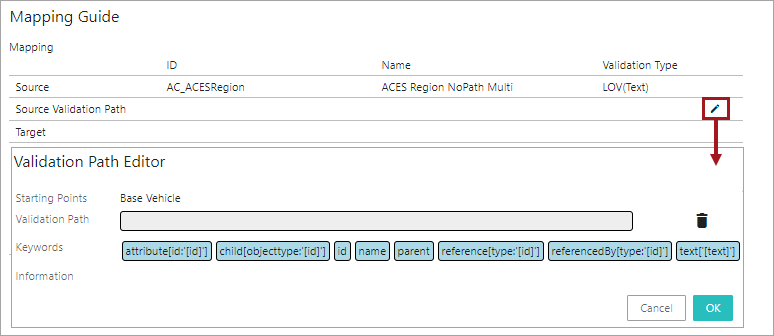 Mapping Guide
Mapping
ID Name Validation Type
Source AC_ACESRegion ACES Region NoPath Multi LOV(Text)
Source Validation Path
Target
Validation Path Editor
Starting Points Base Vehicle
Validation Path
Keywords attribute[id:'[id]'] child[objecttype:'[id]'] id name parent reference[type:'[id]'] referencedBy[type:'[id]'] text['[text]']
Information
Cancel OK